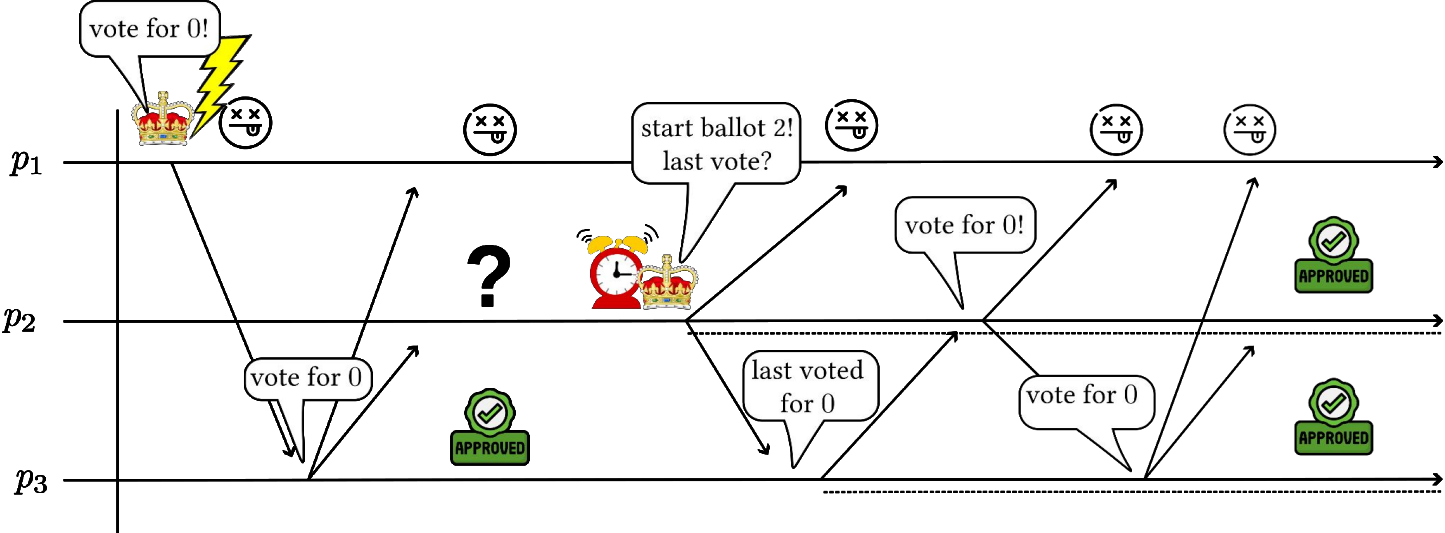 vote for 0!
start ballot 2!
last vote?
p1
vote for 0!
APPROVED
?
p2
vote for 0
last voted
for 0
vote for 0
APPROVED
APPROVED
p3